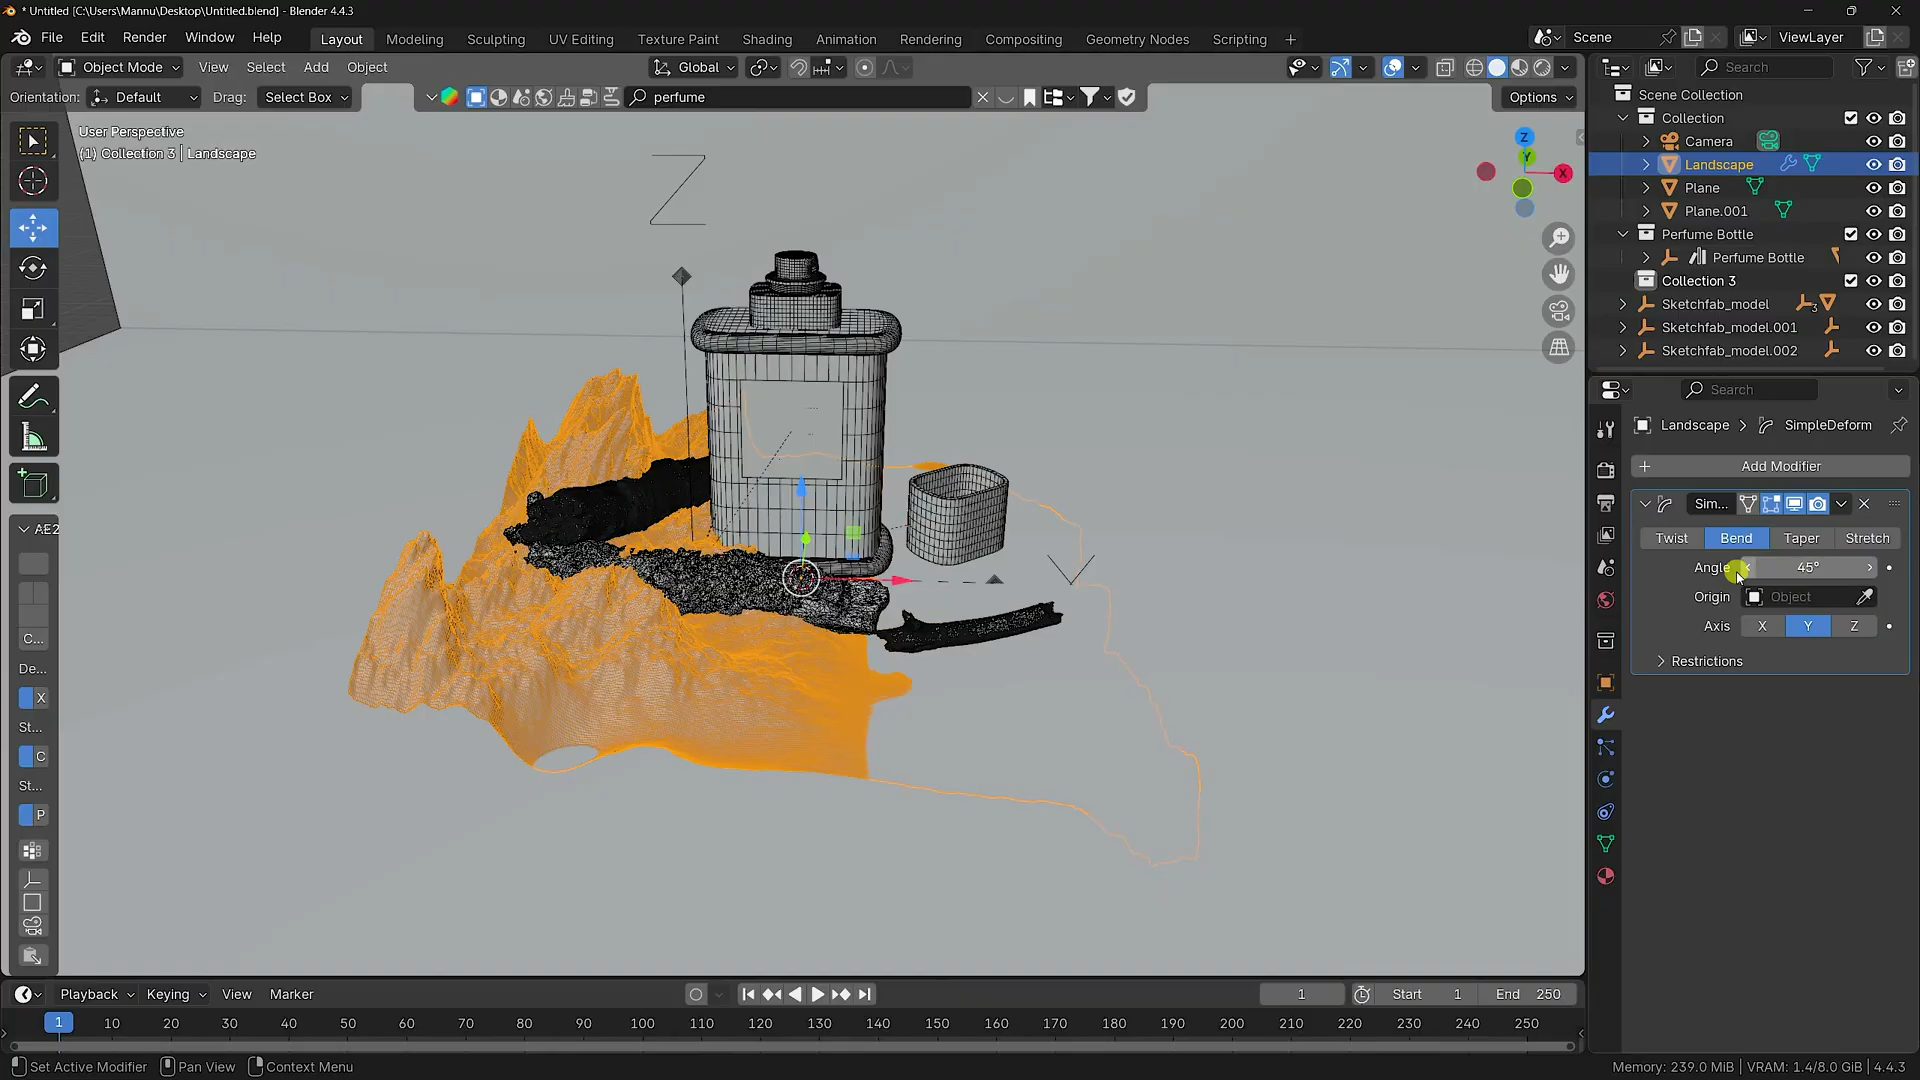 * Untitled [C:\Users\Mannu\Desktop\Untitled.blend] - Blender 4.4.3
File Edit Render Window Help Layout Modeling Sculpting UV Editing Texture Paint Shading Animation Rendering Compositing Geometry Nodes Scripting + Scene ViewLayer
Object Mode View Select Add Object Global
Search
Orientation: Default Drag: Select Box perfume Options
User Perspective
(1) Collection 3 | Landscape
Z
Y
X
Z
Scene Collection
Collection
Camera
Landscape
Plane
Plane.001
Perfume Bottle
Perfume Bottle
Collection 3
Sketchfab_model 3
Sketchfab_model.001
Sketchfab_model.002
Search
Landscape > SimpleDeform
+ Add Modifier
Sim...
Twist Bend Taper Stretch
Angle 45°
Origin Object
Axis X Y Z
Restrictions
AE2
C...
De...
X
St...
C
St...
P
Playback Keying View Marker 1 Start 1 End 250
1 10 20 30 40 50 60 70 80 90 100 110 120 130 140 150 160 170 180 190 200 210 220 230 240 250
Set Active Modifier Pan View Context Menu Memory: 239.0 MiB | VRAM: 1.4/8.0 GiB | 4.4.3